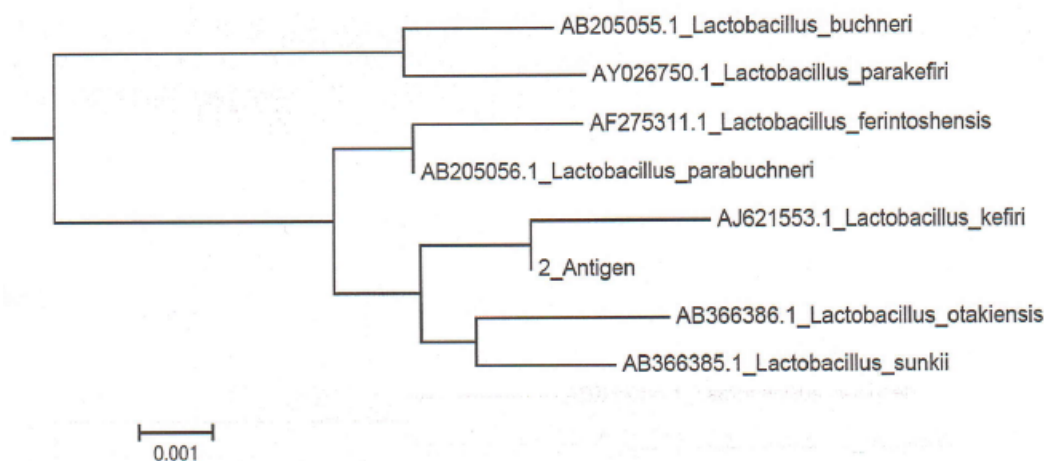 AB205055.1_Lactobacillus_buchneri
AY026750.1_Lactobacillus_parakefiri
AF275311.1_Lactobacillus_ferintoshensis
AB205056.1_Lactobacillus_parabuchneri
AJ621553.1_Lactobacillus_kefiri
2_Antigen
AB366386.1_Lactobacillus_otakiensis
AB366385.1_Lactobacillus_sunkii
0.001